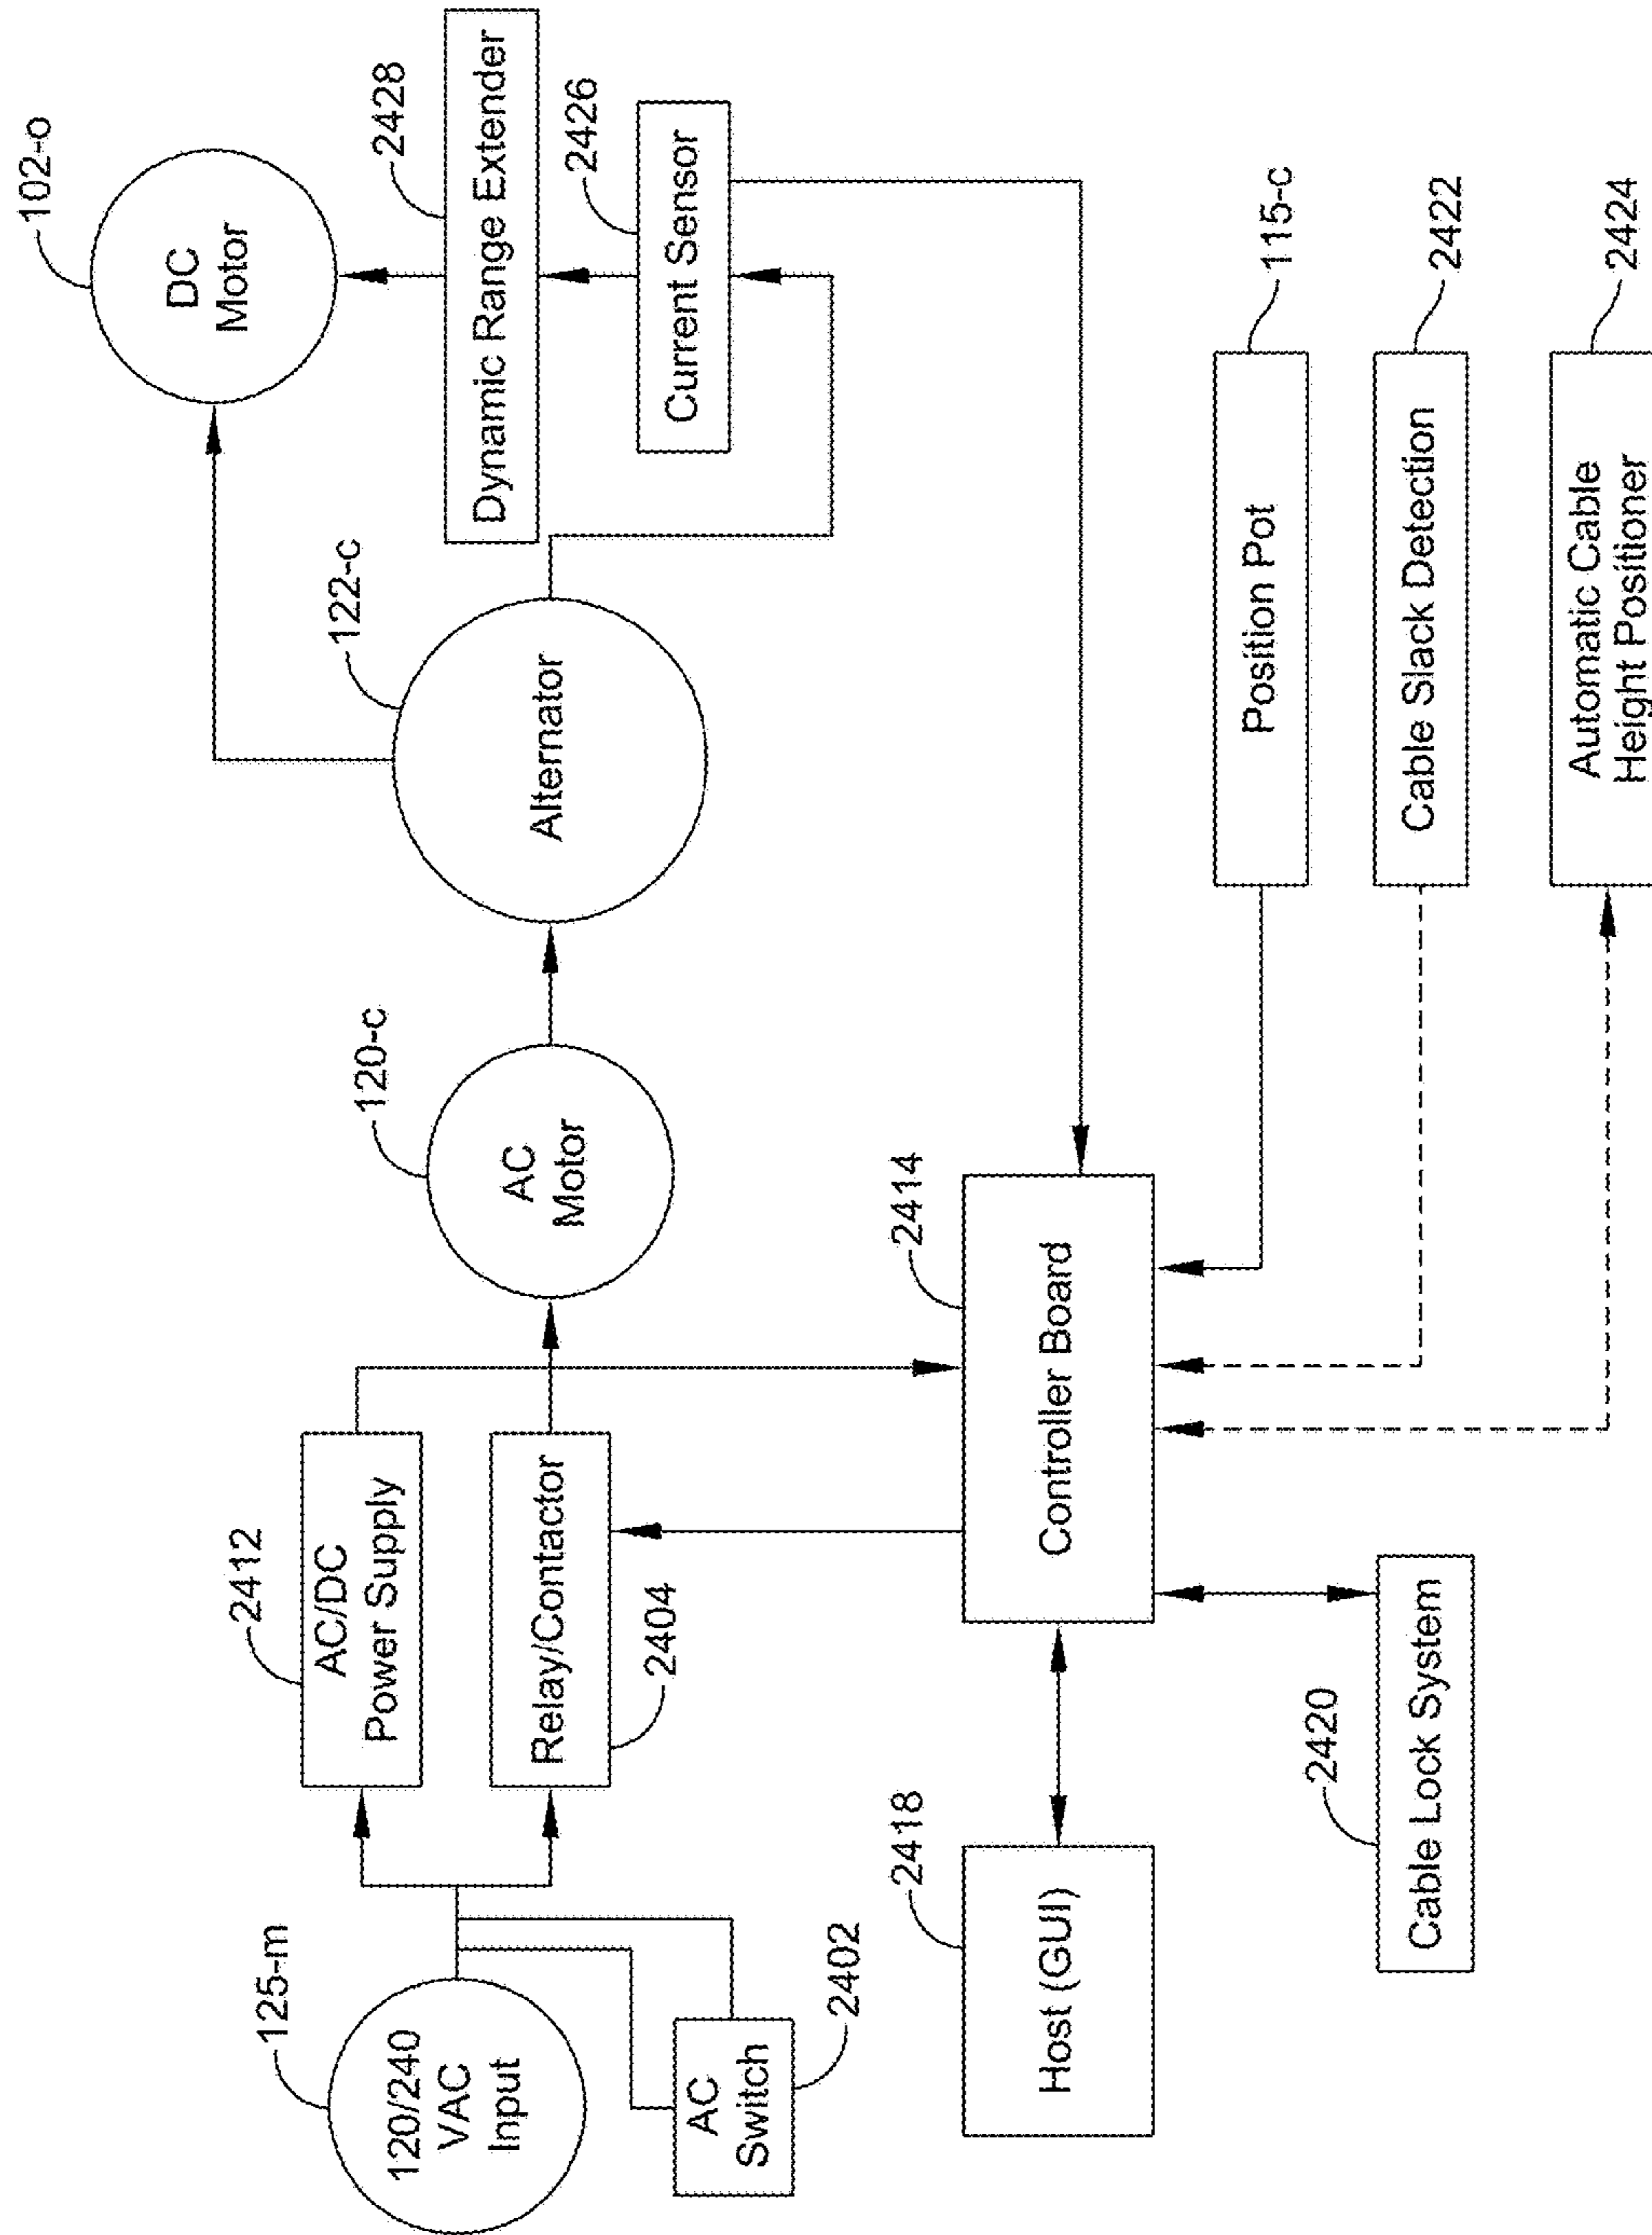 125-m
120/240
VAC
Input
AC
Switch
2402
2412
AC/DC
Power Supply
Relay/Contactor
2404
120-c
AC
Motor
122-c
Alternator
102-o
DC
Motor
Dynamic Range Extender
2428
Current Sensor
2426
2418
Host (GUI)
2414
Controller Board
2420
Cable Lock System
Position Pot
115-c
Cable Slack Detection
2422
Automatic Cable
Height Positioner
2424